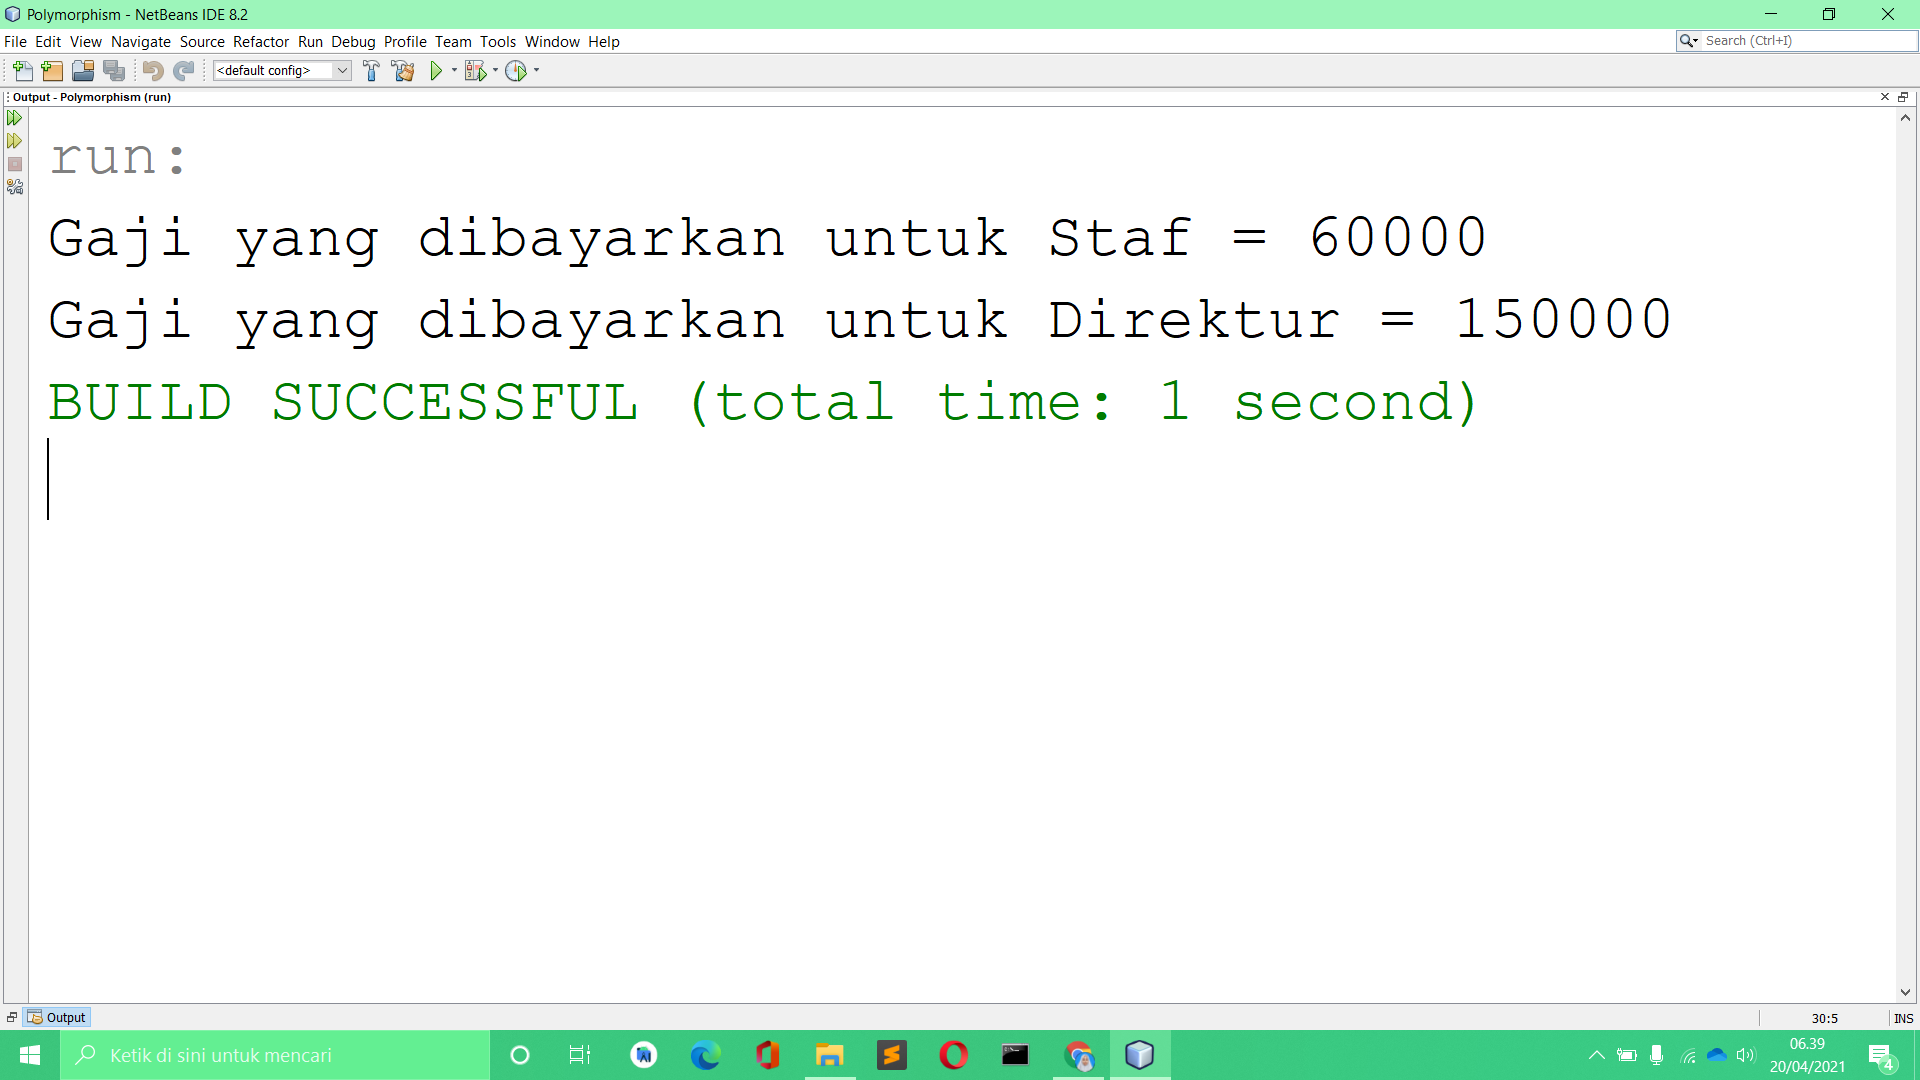 Polymorphism - NetBeans IDE 8.2
File Edit View Navigate Source Refactor Run Debug Profile Team Tools Window Help
Search (Ctrl+I)
<default config>
Output - Polymorphism (run)
run:
Gaji yang dibayarkan untuk Staf = 60000
Gaji yang dibayarkan untuk Direktur = 150000
BUILD SUCCESSFUL (total time: 1 second)
Output
30:5
INS
Ketik di sini untuk mencari
06.39
20/04/2021
4